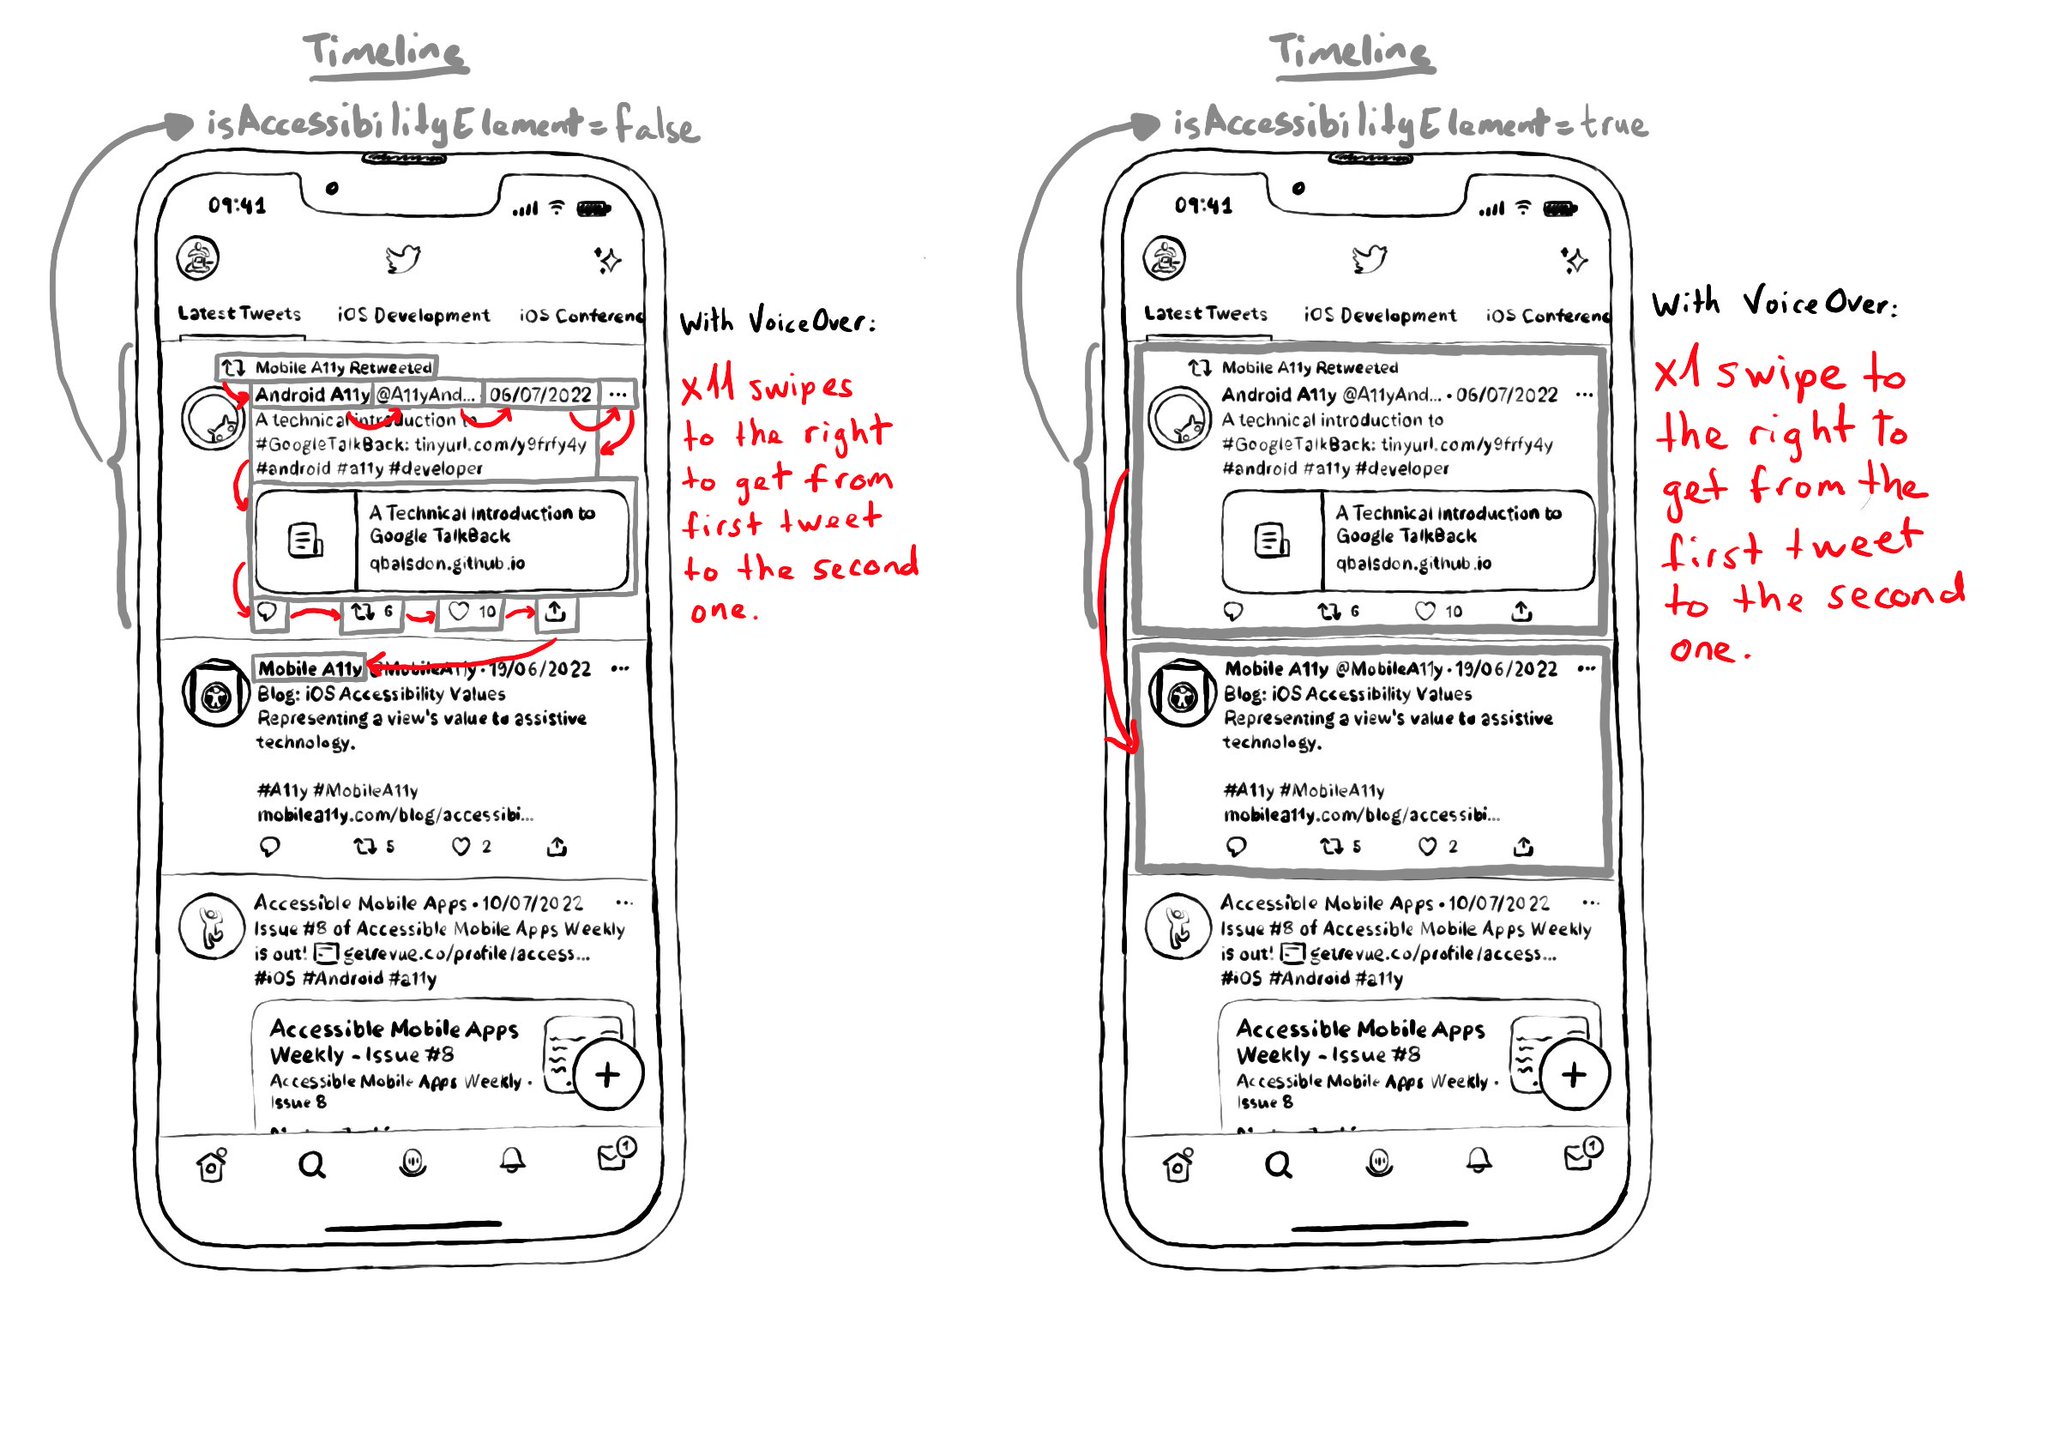 Timeline
isAccessibilityElement=false
09:41
Latest Tweets iOS Development iOS Conferenc
Mobile A11y Retweeted
Android A11y @A11yAnd... 06/07/2022 ...
A technical introduction to
#GoogleTalkBack: tinyurl.com/y9frfy4y
#android #a11y #developer
A Technical introduction to
Google TalkBack
qbalsdon.github.io
6 10
Mobile A11y @MobileA11y · 19/06/2022 ...
Blog: iOS Accessibility Values
Representing a view's value to assistive
technology.
#A11y #MobileA11y
mobilea11y.com/blog/accessibi...
5 2
Accessible Mobile Apps · 10/07/2022 ...
Issue #8 of Accessible Mobile Apps Weekly
is out! getrevue.co/profile/access...
#iOS #Android #a11y
Accessible Mobile Apps
Weekly - Issue #8
Accessible Mobile Apps Weekly ·
Issue 8
1
With VoiceOver:
x11 swipes
to the right
to get from
first tweet
to the second
one.
Timeline
isAccessibilityElement=true
09:41
Latest Tweets iOS Development iOS Conferenc
Mobile A11y Retweeted
Android A11y @A11yAnd... · 06/07/2022 ...
A technical introduction to
#GoogleTalkBack: tinyurl.com/y9frfy4y
#android #a11y #developer
A Technical introduction to
Google TalkBack
qbalsdon.github.io
6 10
Mobile A11y @MobileA11y · 19/06/2022 ...
Blog: iOS Accessibility Values
Representing a view's value to assistive
technology.
#A11y #MobileA11y
mobilea11y.com/blog/accessibi...
5 2
Accessible Mobile Apps · 10/07/2022 ...
Issue #8 of Accessible Mobile Apps Weekly
is out! getrevue.co/profile/access...
#iOS #Android #a11y
Accessible Mobile Apps
Weekly - Issue #8
Accessible Mobile Apps Weekly ·
Issue 8
1
With VoiceOver:
x1 swipe to
the right to
get from the
first tweet
to the second
one.